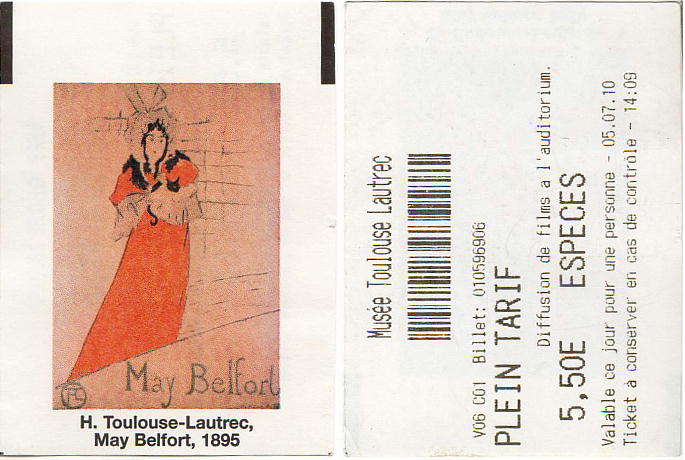 May Belfort
H. Toulouse-Lautrec,
May Belfort, 1895
Musée Toulouse Lautrec
V06 C01 Billet: 010596906
PLEIN TARIF
Diffusion de films a l'auditorium.
5,50E ESPECES
Valable ce jour pour une personne - 05.07.10
Ticket à conserver en cas de contrôle - 14:09